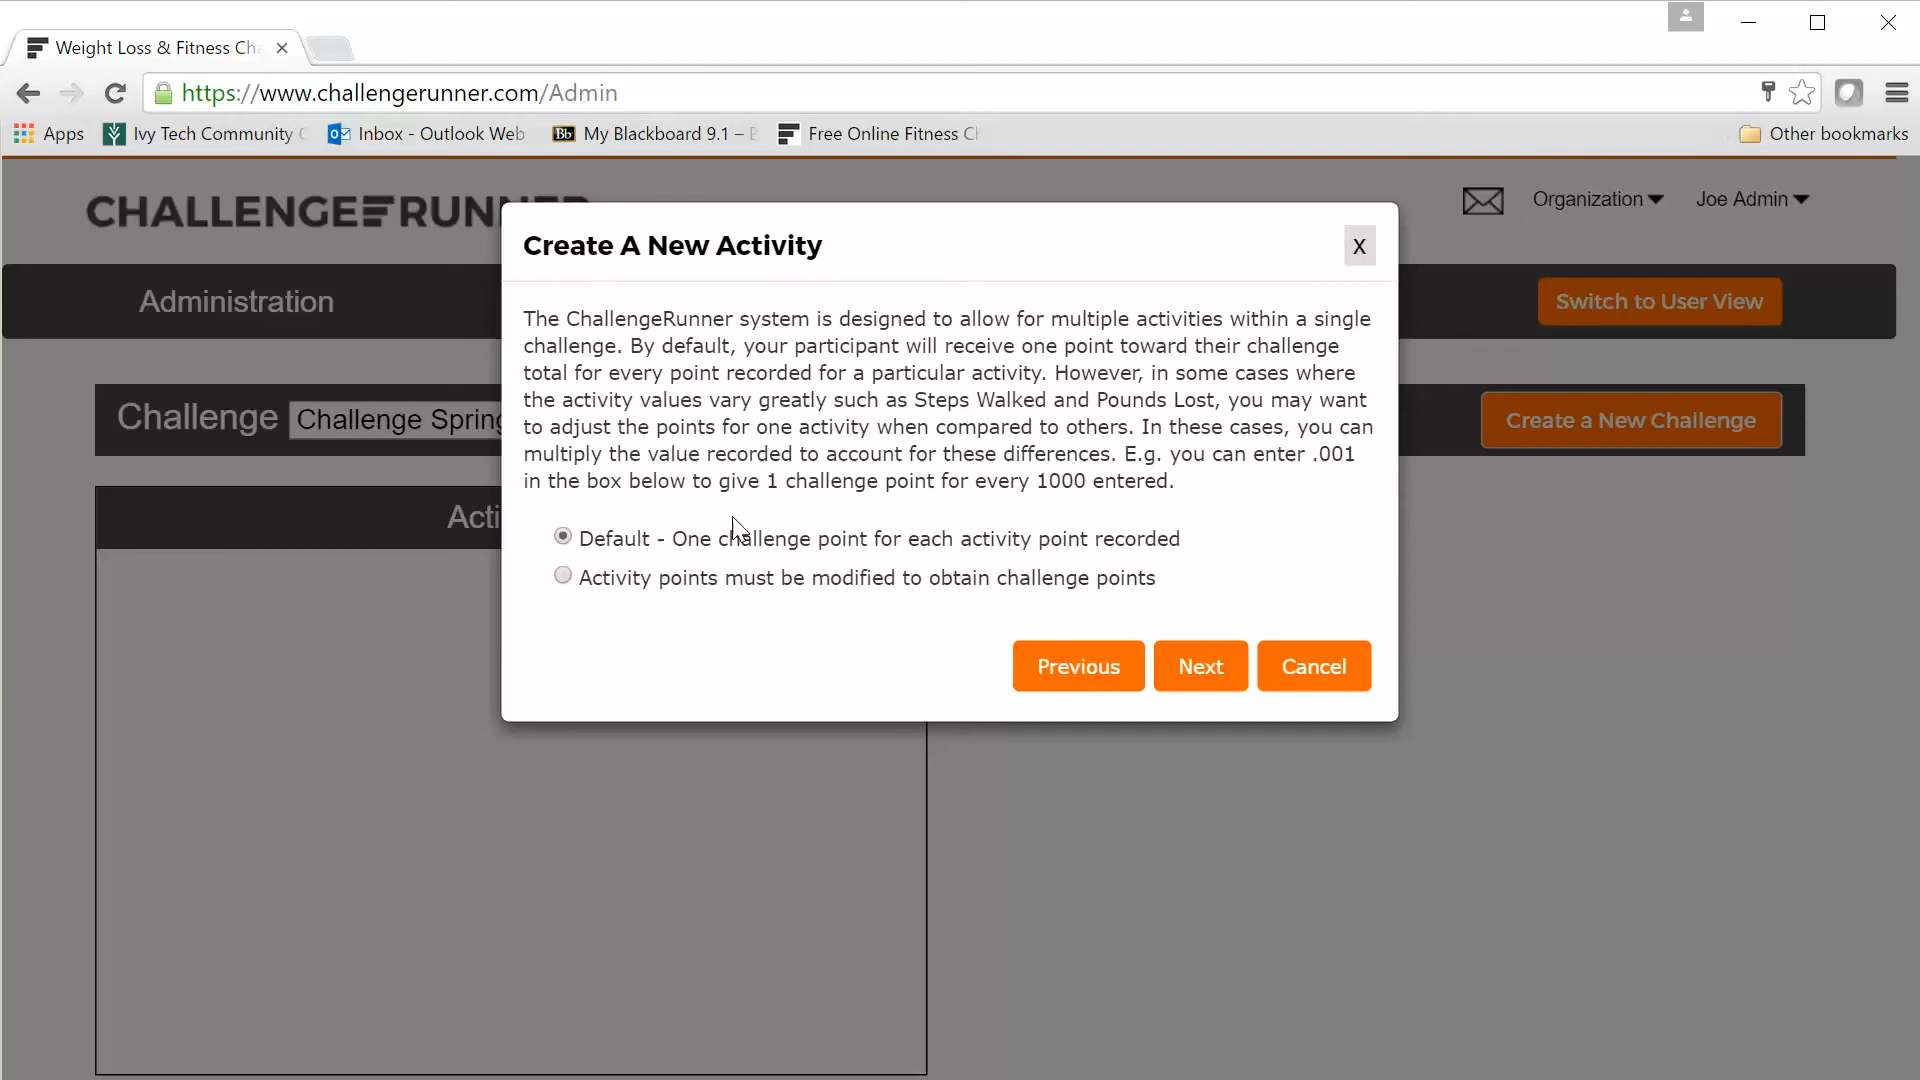 Weight Loss & Fitness Ch
https://www.challengerunner.com/Admin
Apps
Ivy Tech Community
Inbox - Outlook Web
Bb My Blackboard 9.1 –
Free Online Fitness
Other bookmarks
CHALLENGE RUNNER
Organization
Joe Admin
Create A New Activity
X
Administration
Switch to User View
The ChallengeRunner system is designed to allow for multiple activities within a single
challenge. By default, your participant will receive one point toward their challenge
total for every point recorded for a particular activity. However, in some cases where
the activity values vary greatly such as Steps Walked and Pounds Lost, you may want
to adjust the points for one activity when compared to others. In these cases, you can
multiply the value recorded to account for these differences. E.g. you can enter .001
in the box below to give 1 challenge point for every 1000 entered.
Challenge
Challenge Spring
Create a New Challenge
Acti
Default - One challenge point for each activity point recorded
Activity points must be modified to obtain challenge points
Previous
Next
Cancel